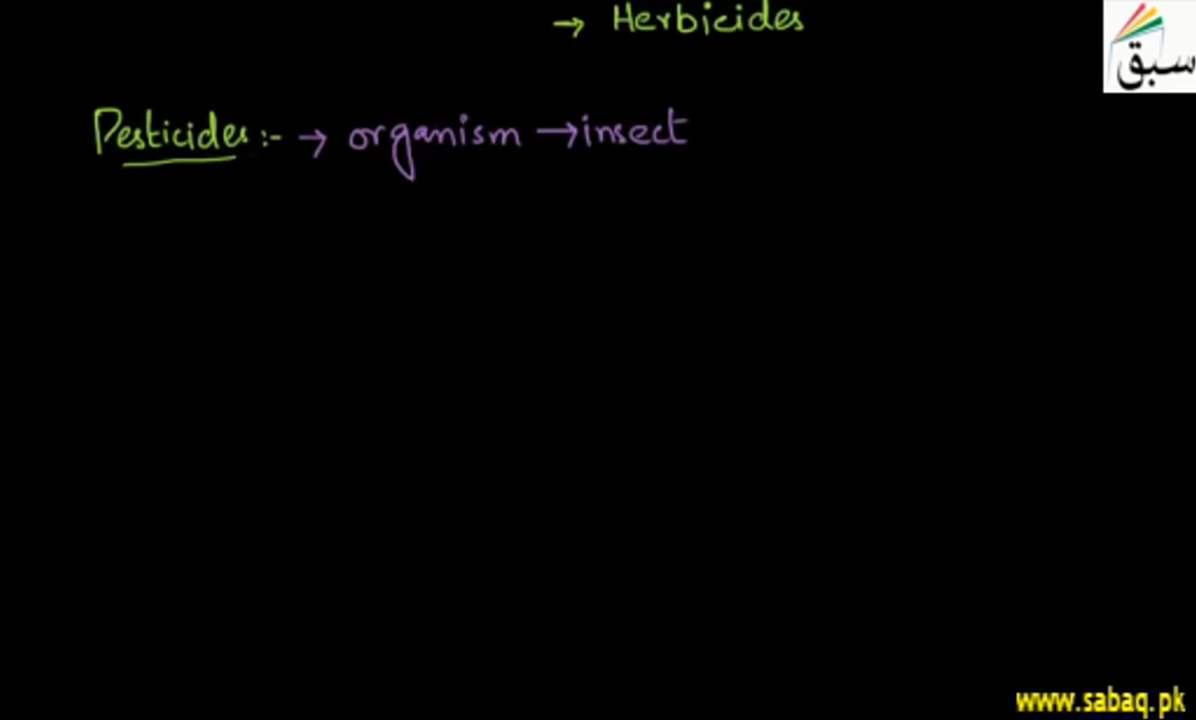 → Herbicides
سبق
Pesticides :- → organism → insect
www.sabaq.pk